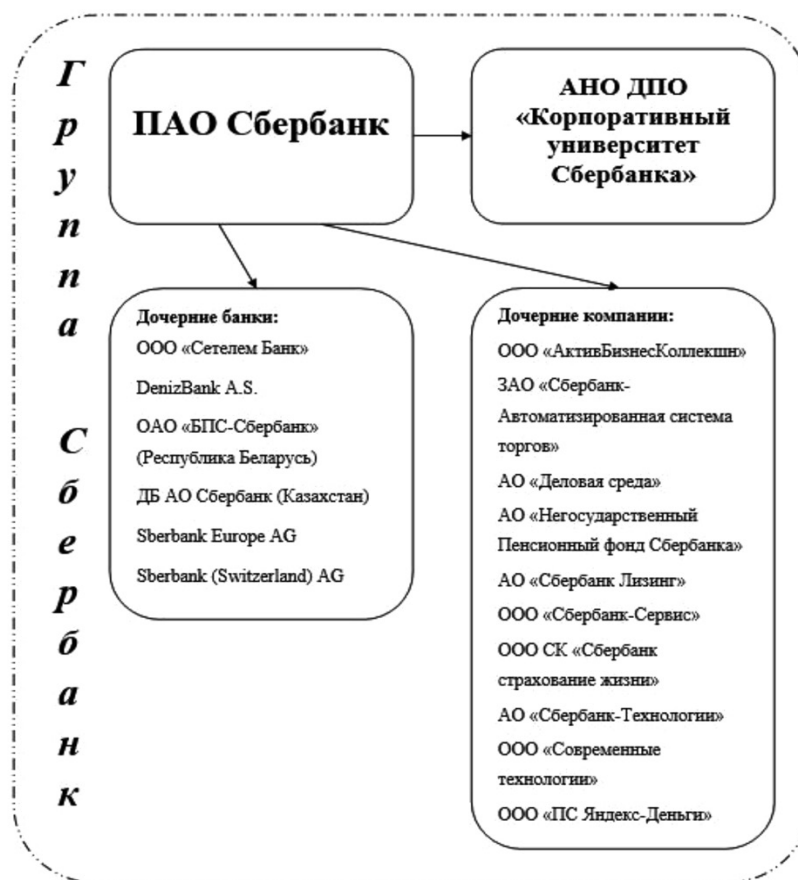 Группа Сбербанк
ПАО Сбербанк
АНО ДПО
«Корпоративный
университет
Сбербанка»
Дочерние банки:
ООО «Сетелем Банк»
DenizBank A.S.
ОАО «БПС-Сбербанк»
(Республика Беларусь)
ДБ АО Сбербанк (Казахстан)
Sberbank Europe AG
Sberbank (Switzerland) AG
Дочерние компании:
ООО «АктивБизнесКоллекшн»
ЗАО «Сбербанк-
Автоматизированная система
торгов»
АО «Деловая среда»
АО «Негосударственный
Пенсионный фонд Сбербанка»
АО «Сбербанк Лизинг»
ООО «Сбербанк-Сервис»
ООО СК «Сбербанк
страхование жизни»
АО «Сбербанк-Технологии»
ООО «Современные
технологии»
ООО «ПС Яндекс-Деньги»